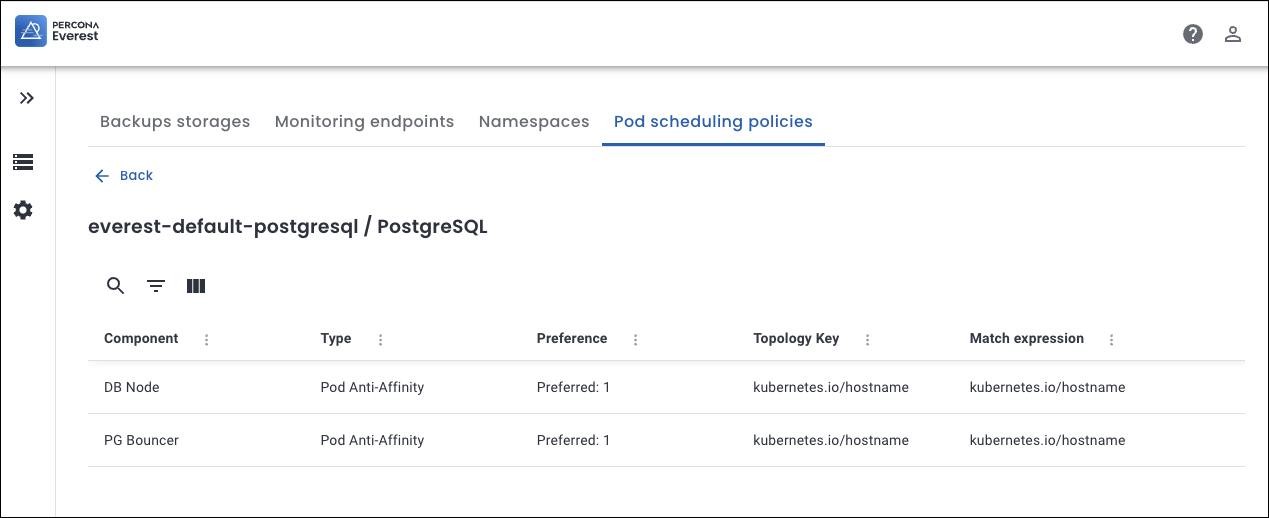 PERCONA
Everest
Backups storages Monitoring endpoints Namespaces Pod scheduling policies
Back
everest-default-postgresql / PostgreSQL
Component Type Preference Topology Key Match expression
DB Node Pod Anti-Affinity Preferred: 1 kubernetes.io/hostname kubernetes.io/hostname
PG Bouncer Pod Anti-Affinity Preferred: 1 kubernetes.io/hostname kubernetes.io/hostname